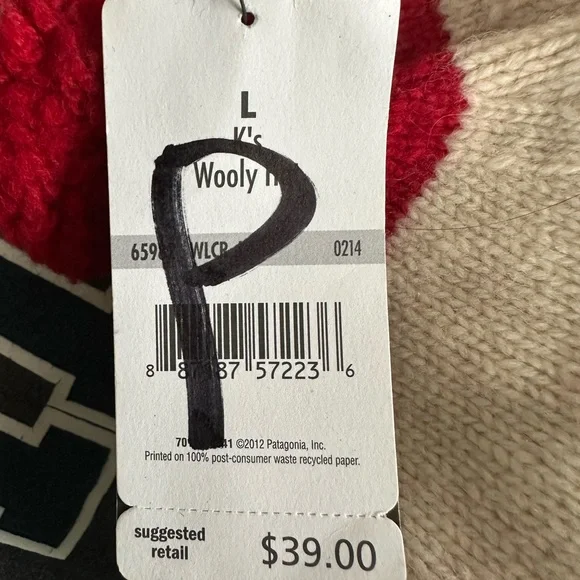 L
K's
Wooly
P
WLCR 0214
8 57223 6
©2012 Patagonia, Inc.
Printed on 100% post-consumer waste recycled paper.
suggested
retail
$39.00